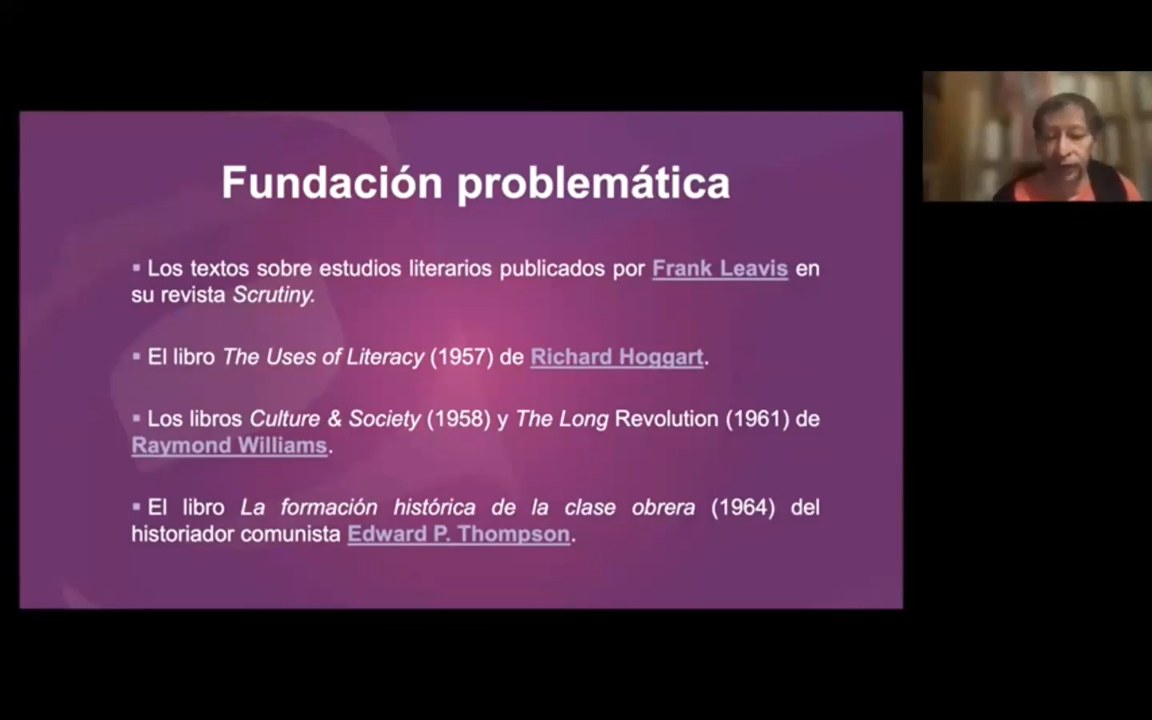 Fundación problemática
▪ Los textos sobre estudios literarios publicados por Frank Leavis en
su revista Scrutiny.
▪ El libro The Uses of Literacy (1957) de Richard Hoggart.
▪ Los libros Culture & Society (1958) y The Long Revolution (1961) de
Raymond Williams.
▪ El libro La formación histórica de la clase obrera (1964) del
historiador comunista Edward P. Thompson.